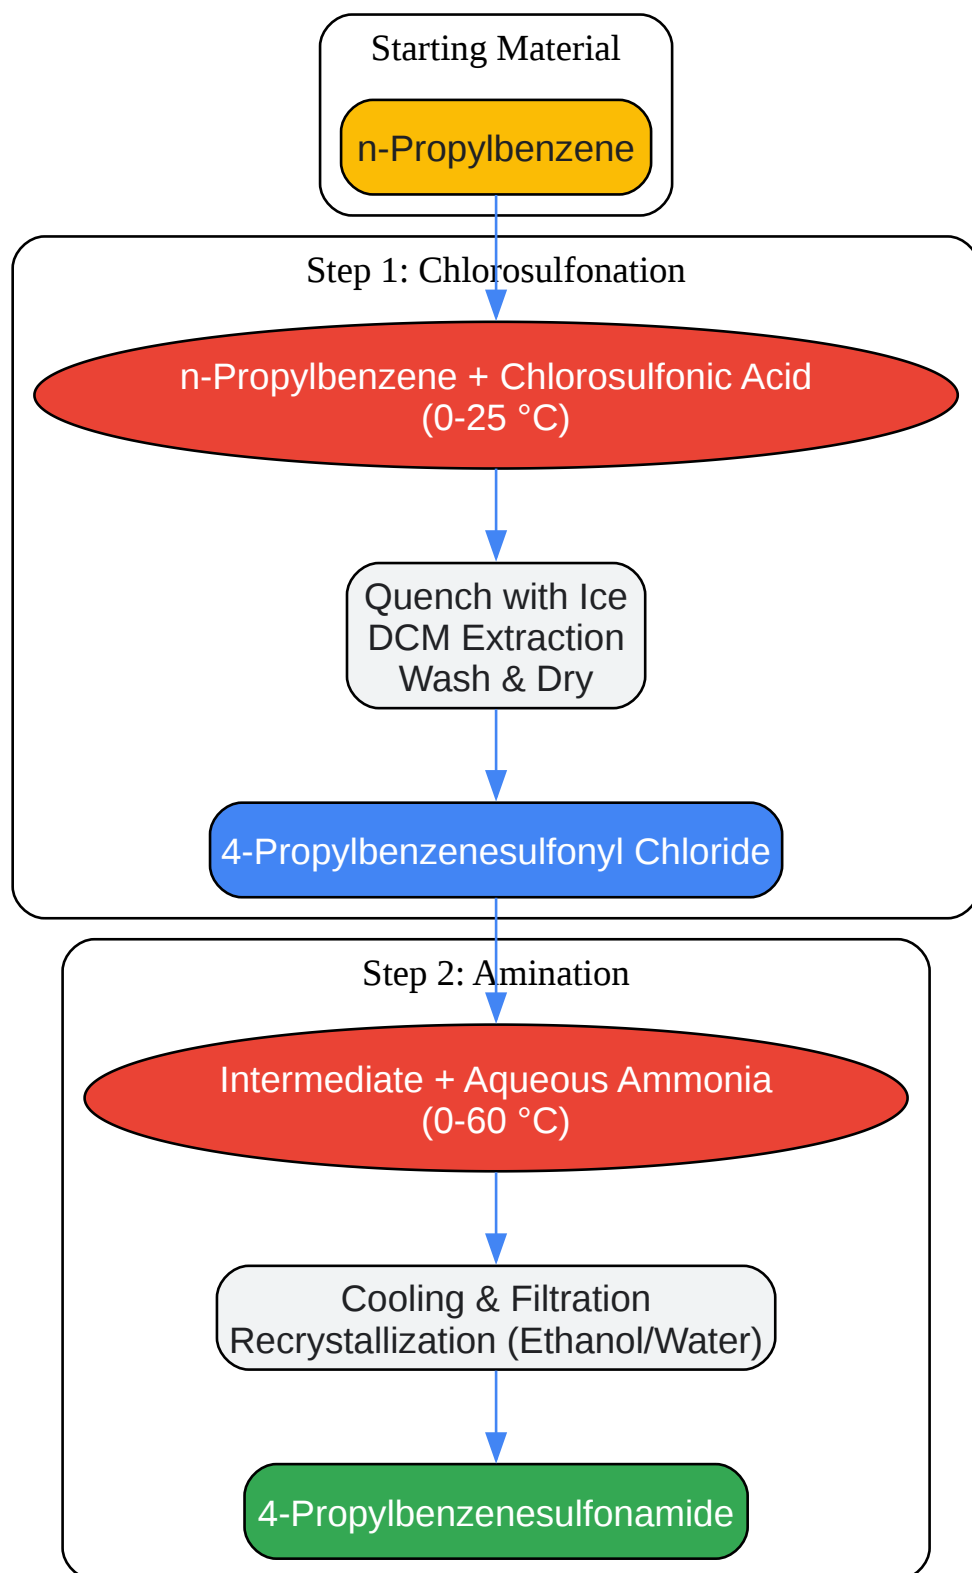 Starting Material
n-Propylbenzene
Step 1: Chlorosulfonation
n-Propylbenzene + Chlorosulfonic Acid
(0-25 °C)
Quench with Ice
DCM Extraction
Wash & Dry
4-Propylbenzenesulfonyl Chloride
Step 2: Amination
Intermediate + Aqueous Ammonia
(0-60 °C)
Cooling & Filtration
Recrystallization (Ethanol/Water)
4-Propylbenzenesulfonamide